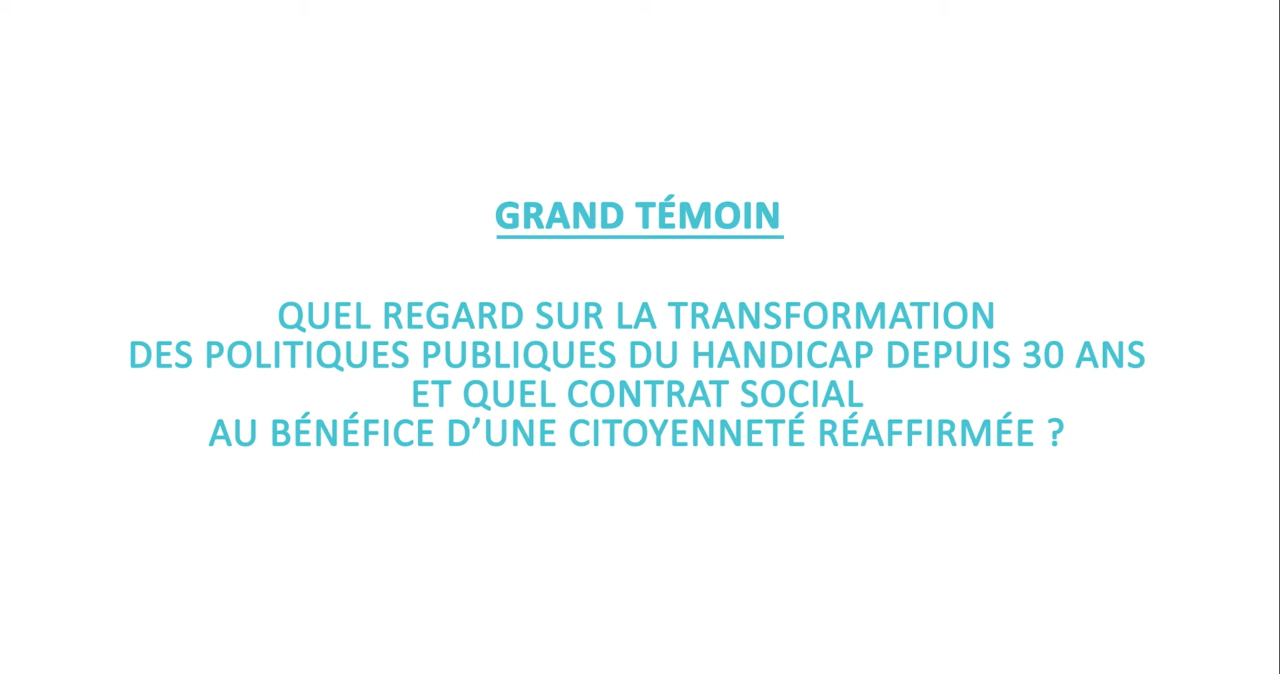 GRAND TÉMOIN
QUEL REGARD SUR LA TRANSFORMATION
DES POLITIQUES PUBLIQUES DU HANDICAP DEPUIS 30 ANS
ET QUEL CONTRAT SOCIAL
AU BÉNÉFICE D’UNE CITOYENNETÉ RÉAFFIRMÉE ?